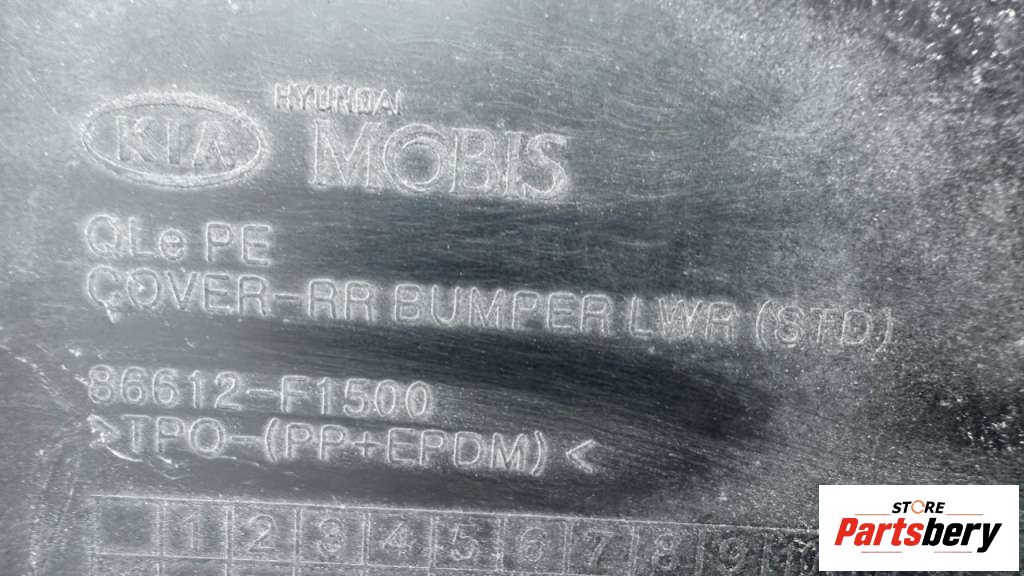 KIA
HYUNDAI
MOBIS
QLe PE
COVER-RR BUMPER LWR (STD)
86612-F1500
>TPO-(PP+EPDM)<
1 2 3 4 5 6 7 8 9
STORE
Partsbery